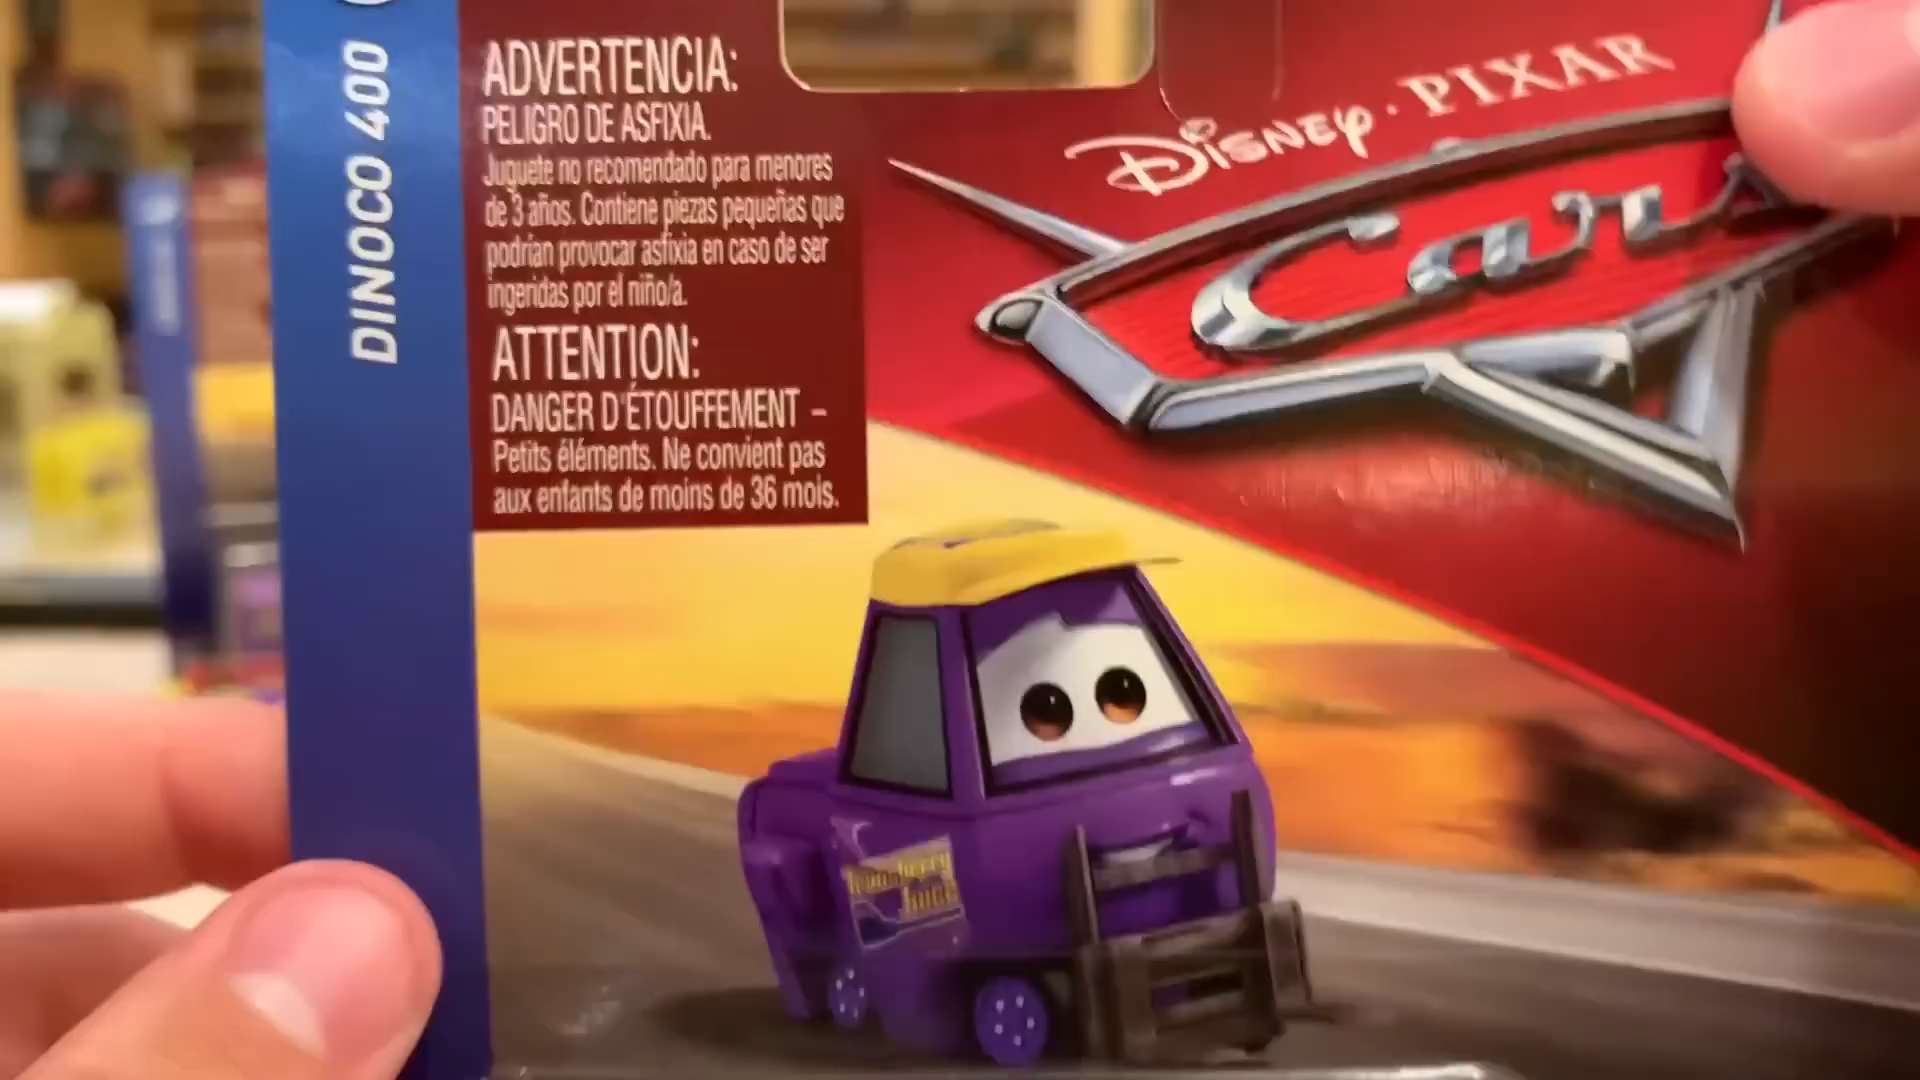 DINOCO 400
ADVERTENCIA:
PELIGRO DE ASFIXIA.
Juguete no recomendado para menores
de 3 años. Contiene piezas pequeñas que
podrían provocar asfixia en caso de ser
ingeridas por el niño/a.
ATTENTION:
DANGER D'ÉTOUFFEMENT –
Petits éléments. Ne convient pas
aux enfants de moins de 36 mois.
DISNEY · PIXAR
Cars